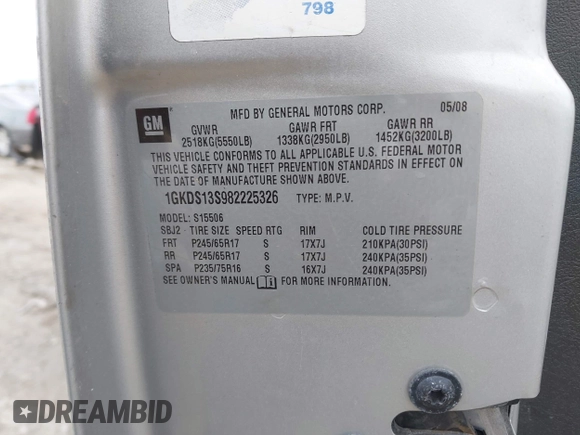 798
GM
MFD BY GENERAL MOTORS CORP. 05/08
GVWR GAWR FRT GAWR RR
2518KG(5550LB) 1338KG(2950LB) 1452KG(3200LB)
THIS VEHICLE CONFORMS TO ALL APPLICABLE U.S. FEDERAL MOTOR
VEHICLE SAFETY AND THEFT PREVENTION STANDARDS IN EFFECT ON
THE DATE OF MANUFACTURE SHOWN ABOVE.
1GKDS13S982225326 TYPE: M.P.V.
MODEL: S15506
SBJ2 - TIRE SIZE SPEED RTG RIM COLD TIRE PRESSURE
FRT P245/65R17 S 17X7J 210KPA(30PSI)
RR P245/65R17 S 17X7J 240KPA(35PSI)
SPA P235/75R16 S 16X7J 240KPA(35PSI)
SEE OWNER'S MANUAL FOR MORE INFORMATION
DREAMBID